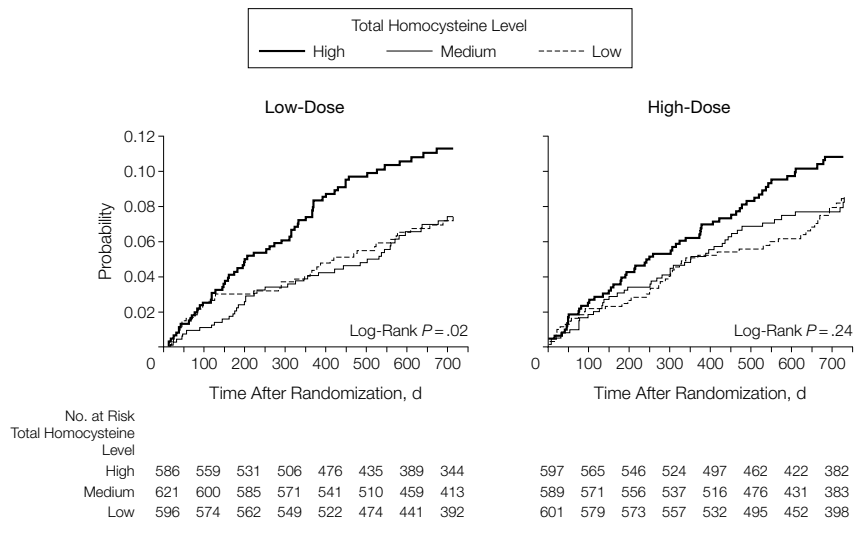 Total Homocysteine Level
High Medium Low
Low-Dose High-Dose
0.12
0.10
0.08
0.06
0.04
0.02
Probability
Log-Rank P = .02 Log-Rank P = .24
0 100 200 300 400 500 600 700 0 100 200 300 400 500 600 700
Time After Randomization, d Time After Randomization, d
No. at Risk
Total Homocysteine
Level
High 586 559 531 506 476 435 389 344 597 565 546 524 497 462 422 382
Medium 621 600 585 571 541 510 459 413 589 571 556 537 516 476 431 383
Low 596 574 562 549 522 474 441 392 601 579 573 557 532 495 452 398